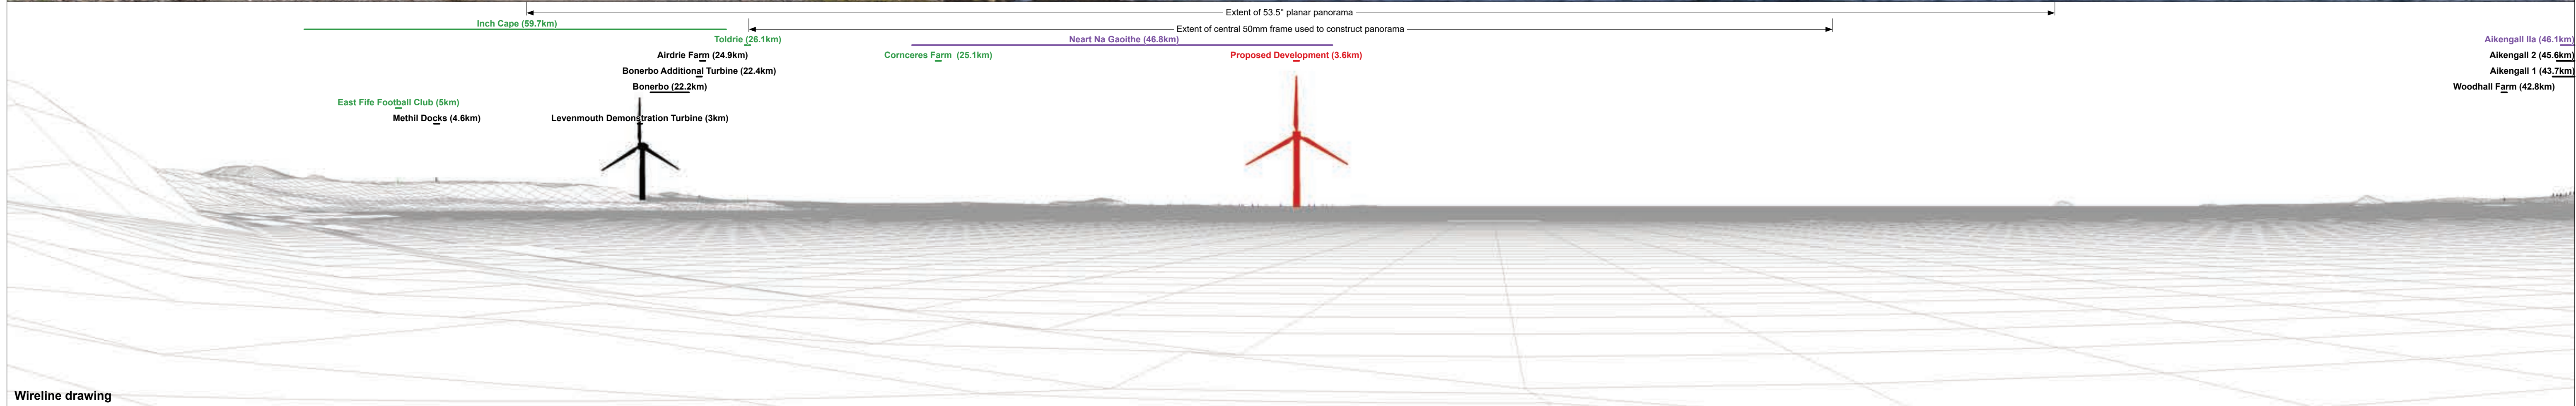 Extent of 53.5° planar panorama
Inch Cape (59.7km)
Extent of central 50mm frame used to construct panorama
Toldrie (26.1km)
Neart Na Gaoithe (46.8km)
Aikengall IIa (46.1km)
Airdrie Farm (24.9km)
Cornceres Farm (25.1km)
Proposed Development (3.6km)
Aikengall 2 (45.6km)
Bonerbo Additional Turbine (22.4km)
Aikengall 1 (43.7km)
Bonerbo (22.2km)
Woodhall Farm (42.8km)
East Fife Football Club (5km)
Methil Docks (4.6km)
Levenmouth Demonstration Turbine (3km)
Wireline drawing